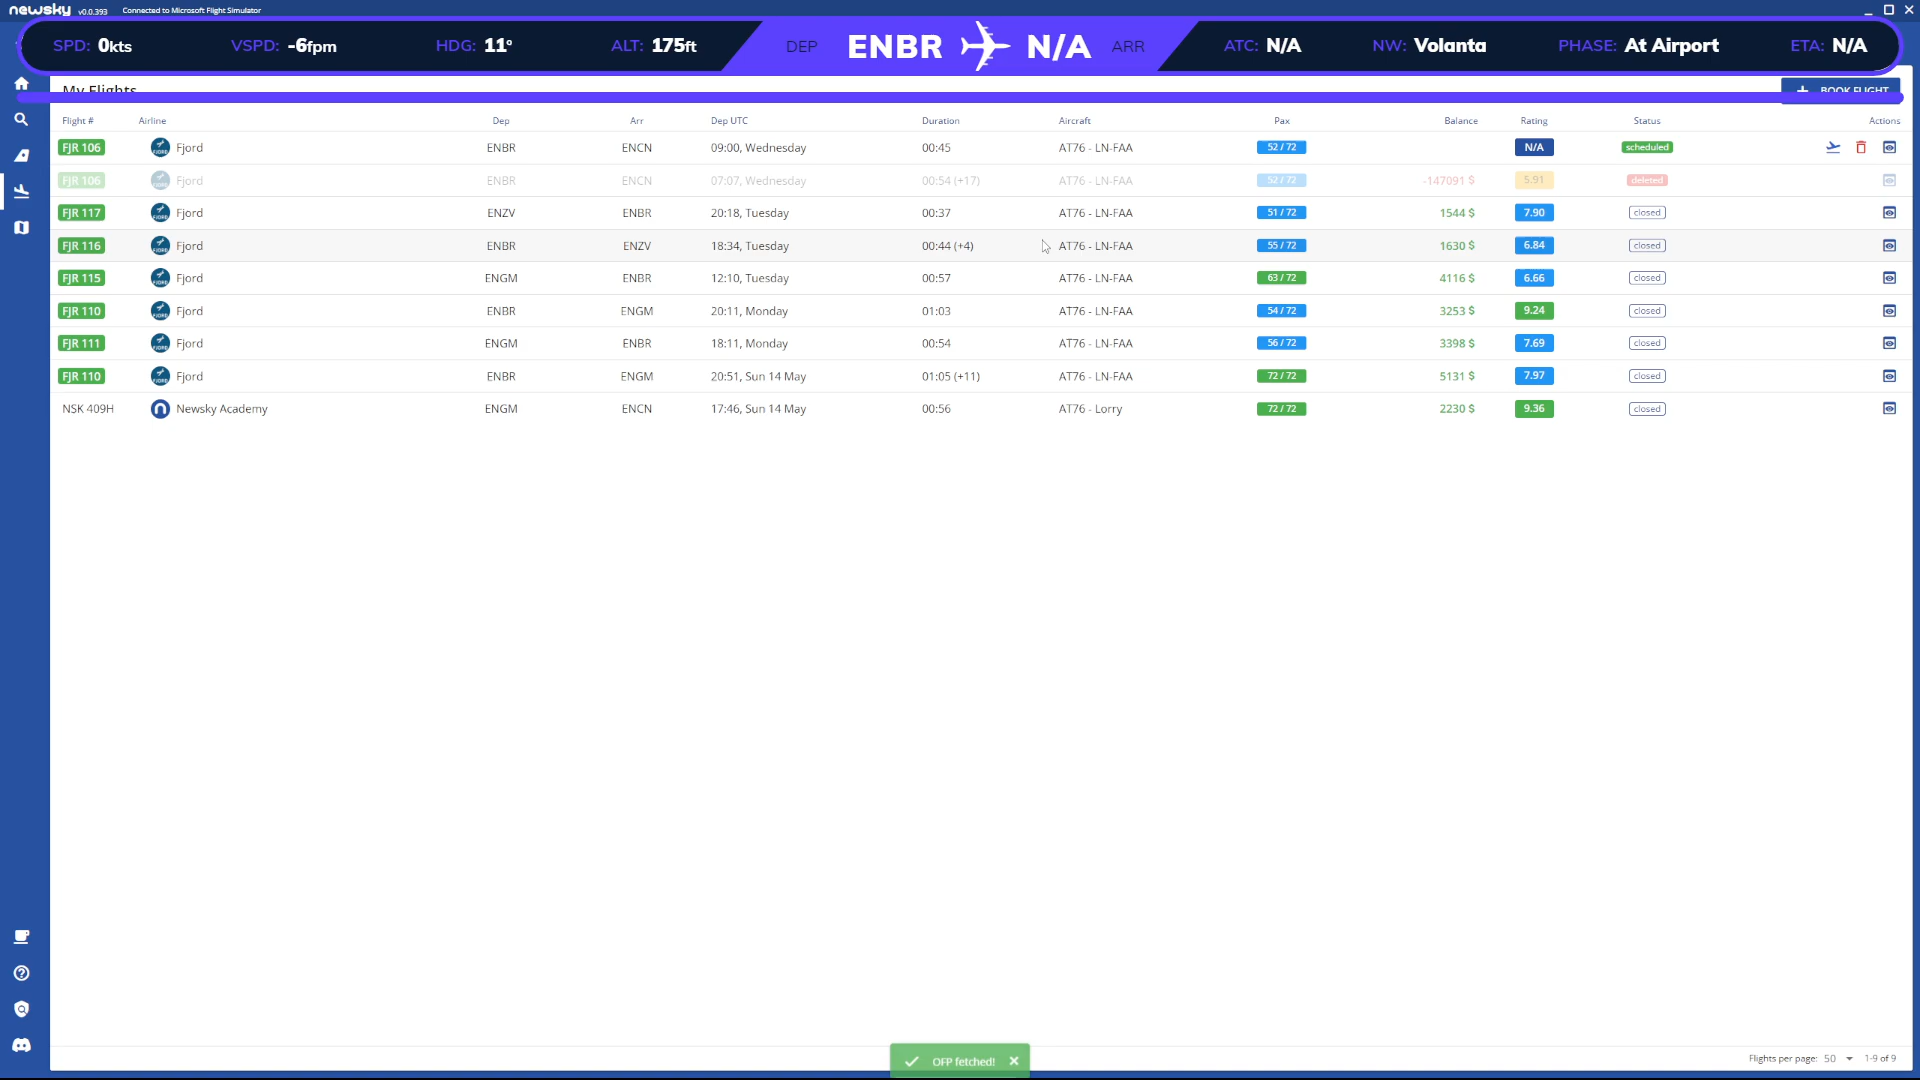 newsky v0.0.393 Connected to Microsoft Flight Simulator
SPD: 0kts VSPD: -6fpm HDG: 11° ALT: 175ft DEP ENBR N/A ARR ATC: N/A NW: Volanta PHASE: At Airport ETA: N/A
My Flights BOOK FLIGHT
Flight # Airline Dep Arr Dep UTC Duration Aircraft Pax Balance Rating Status Actions
FJR 106 Fjord ENBR ENCN 09:00, Wednesday 00:45 AT76 - LN-FAA 52 / 72 N/A scheduled
FJR 106 Fjord ENBR ENCN 07:07, Wednesday 00:54 (+17) AT76 - LN-FAA 52 / 72 -147091 $ 5.91 deleted
FJR 117 Fjord ENZV ENBR 20:18, Tuesday 00:37 AT76 - LN-FAA 51 / 72 1544 $ 7.90 closed
FJR 116 Fjord ENBR ENZV 18:34, Tuesday 00:44 (+4) AT76 - LN-FAA 55 / 72 1630 $ 6.84 closed
FJR 115 Fjord ENGM ENBR 12:10, Tuesday 00:57 AT76 - LN-FAA 63 / 72 4116 $ 6.66 closed
FJR 110 Fjord ENBR ENGM 20:11, Monday 01:03 AT76 - LN-FAA 54 / 72 3253 $ 9.24 closed
FJR 111 Fjord ENGM ENBR 18:11, Monday 00:54 AT76 - LN-FAA 56 / 72 3398 $ 7.69 closed
FJR 110 Fjord ENBR ENGM 20:51, Sun 14 May 01:05 (+11) AT76 - LN-FAA 72 / 72 5131 $ 7.97 closed
NSK 409H Newsky Academy ENGM ENCN 17:46, Sun 14 May 00:56 AT76 - Lorry 72 / 72 2230 $ 9.36 closed
OFP fetched!
Flights per page: 50 1-9 of 9